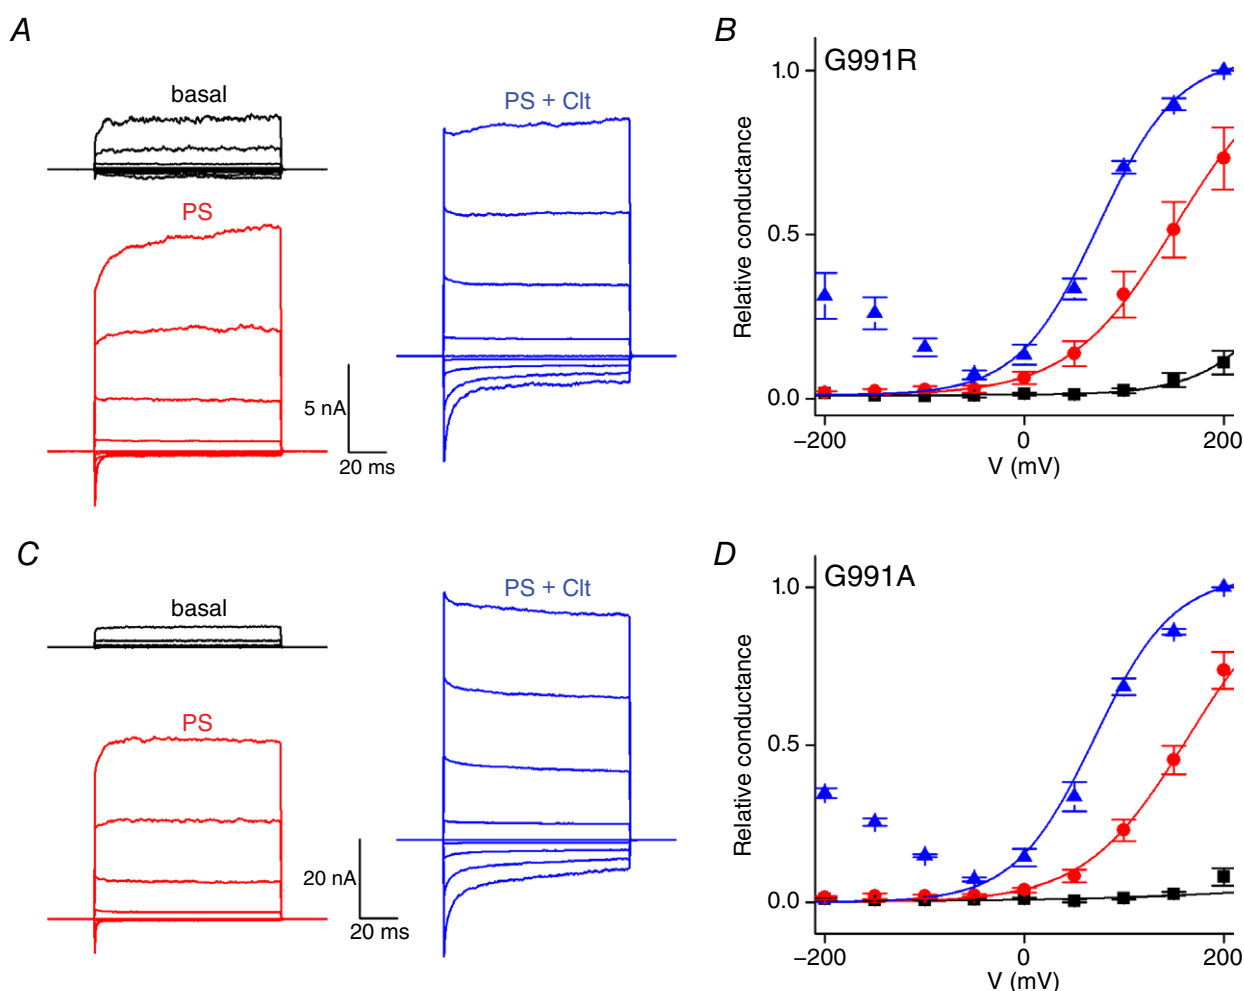 A
basal
PS
PS + Clt
5 nA
20 ms
B
G991R
Relative conductance
1.0
0.5
0.0
−200
0
200
V (mV)
C
basal
PS
PS + Clt
20 nA
20 ms
D
G991A
Relative conductance
1.0
0.5
0.0
−200
0
200
V (mV)